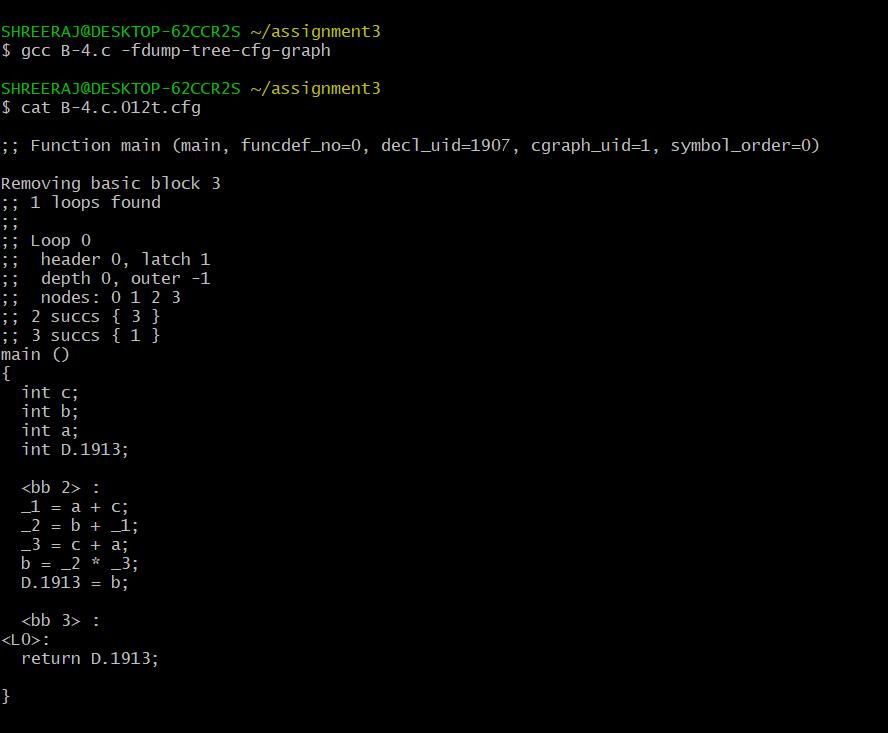 SHREERAJ@DESKTOP-62CCR2S ~/assignment3
$ gcc B-4.c -fdump-tree-cfg-graph
SHREERAJ@DESKTOP-62CCR2S ~/assignment3
$ cat B-4.c.012t.cfg
;; Function main (main, funcdef_no=0, decl_uid=1907, cgraph_uid=1, symbol_order=0)
Removing basic block 3
;; 1 loops found
;;
;; Loop 0
;;  header 0, latch 1
;;  depth 0, outer -1
;;  nodes: 0 1 2 3
;; 2 succs { 3 }
;; 3 succs { 1 }
main ()
{
  int c;
  int b;
  int a;
  int D.1913;
  <bb 2> :
  _1 = a + c;
  _2 = b + _1;
  _3 = c + a;
  b = _2 * _3;
  D.1913 = b;
  <bb 3> :
<L0>:
  return D.1913;
}